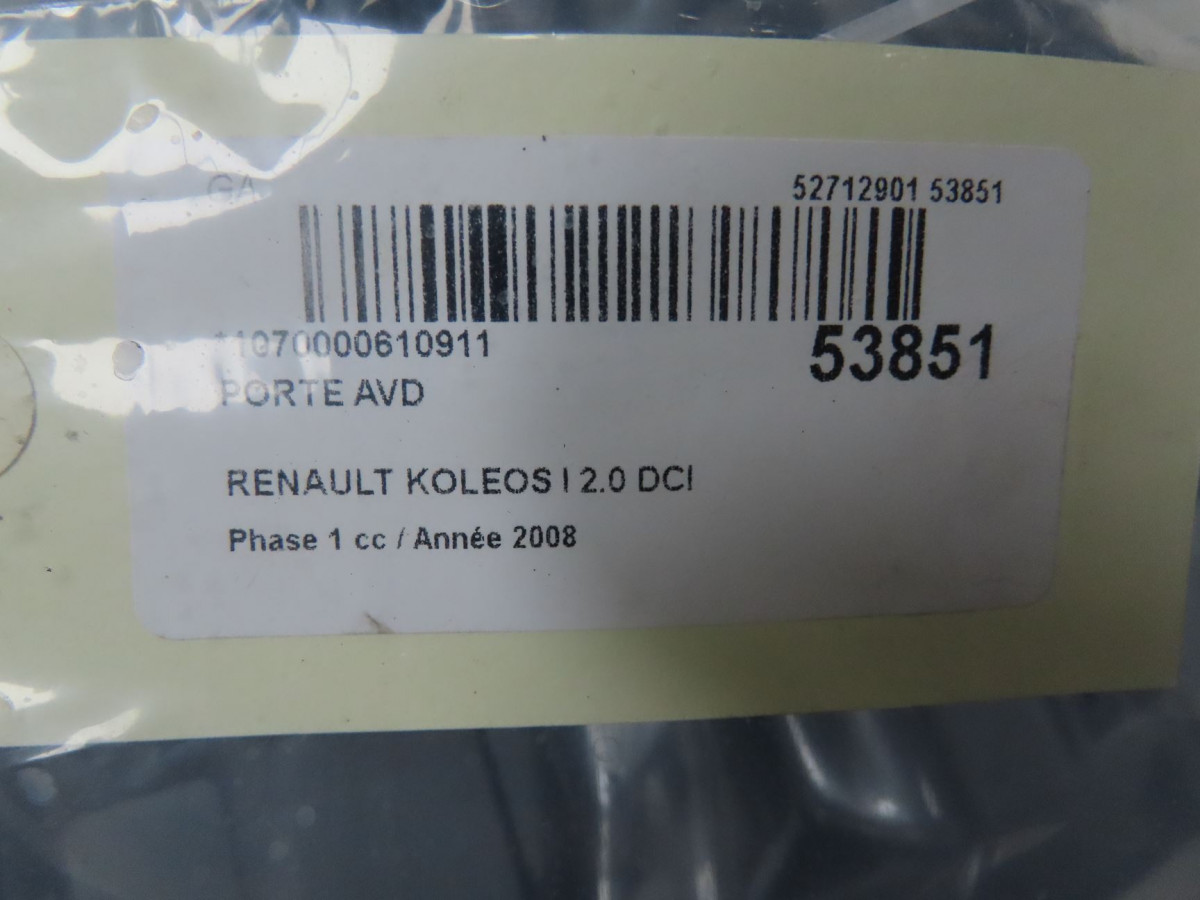 GA
52712901 53851
11070000610911
53851
PORTE AVD
RENAULT KOLEOS I 2.0 DCI
Phase 1 cc / Année 2008